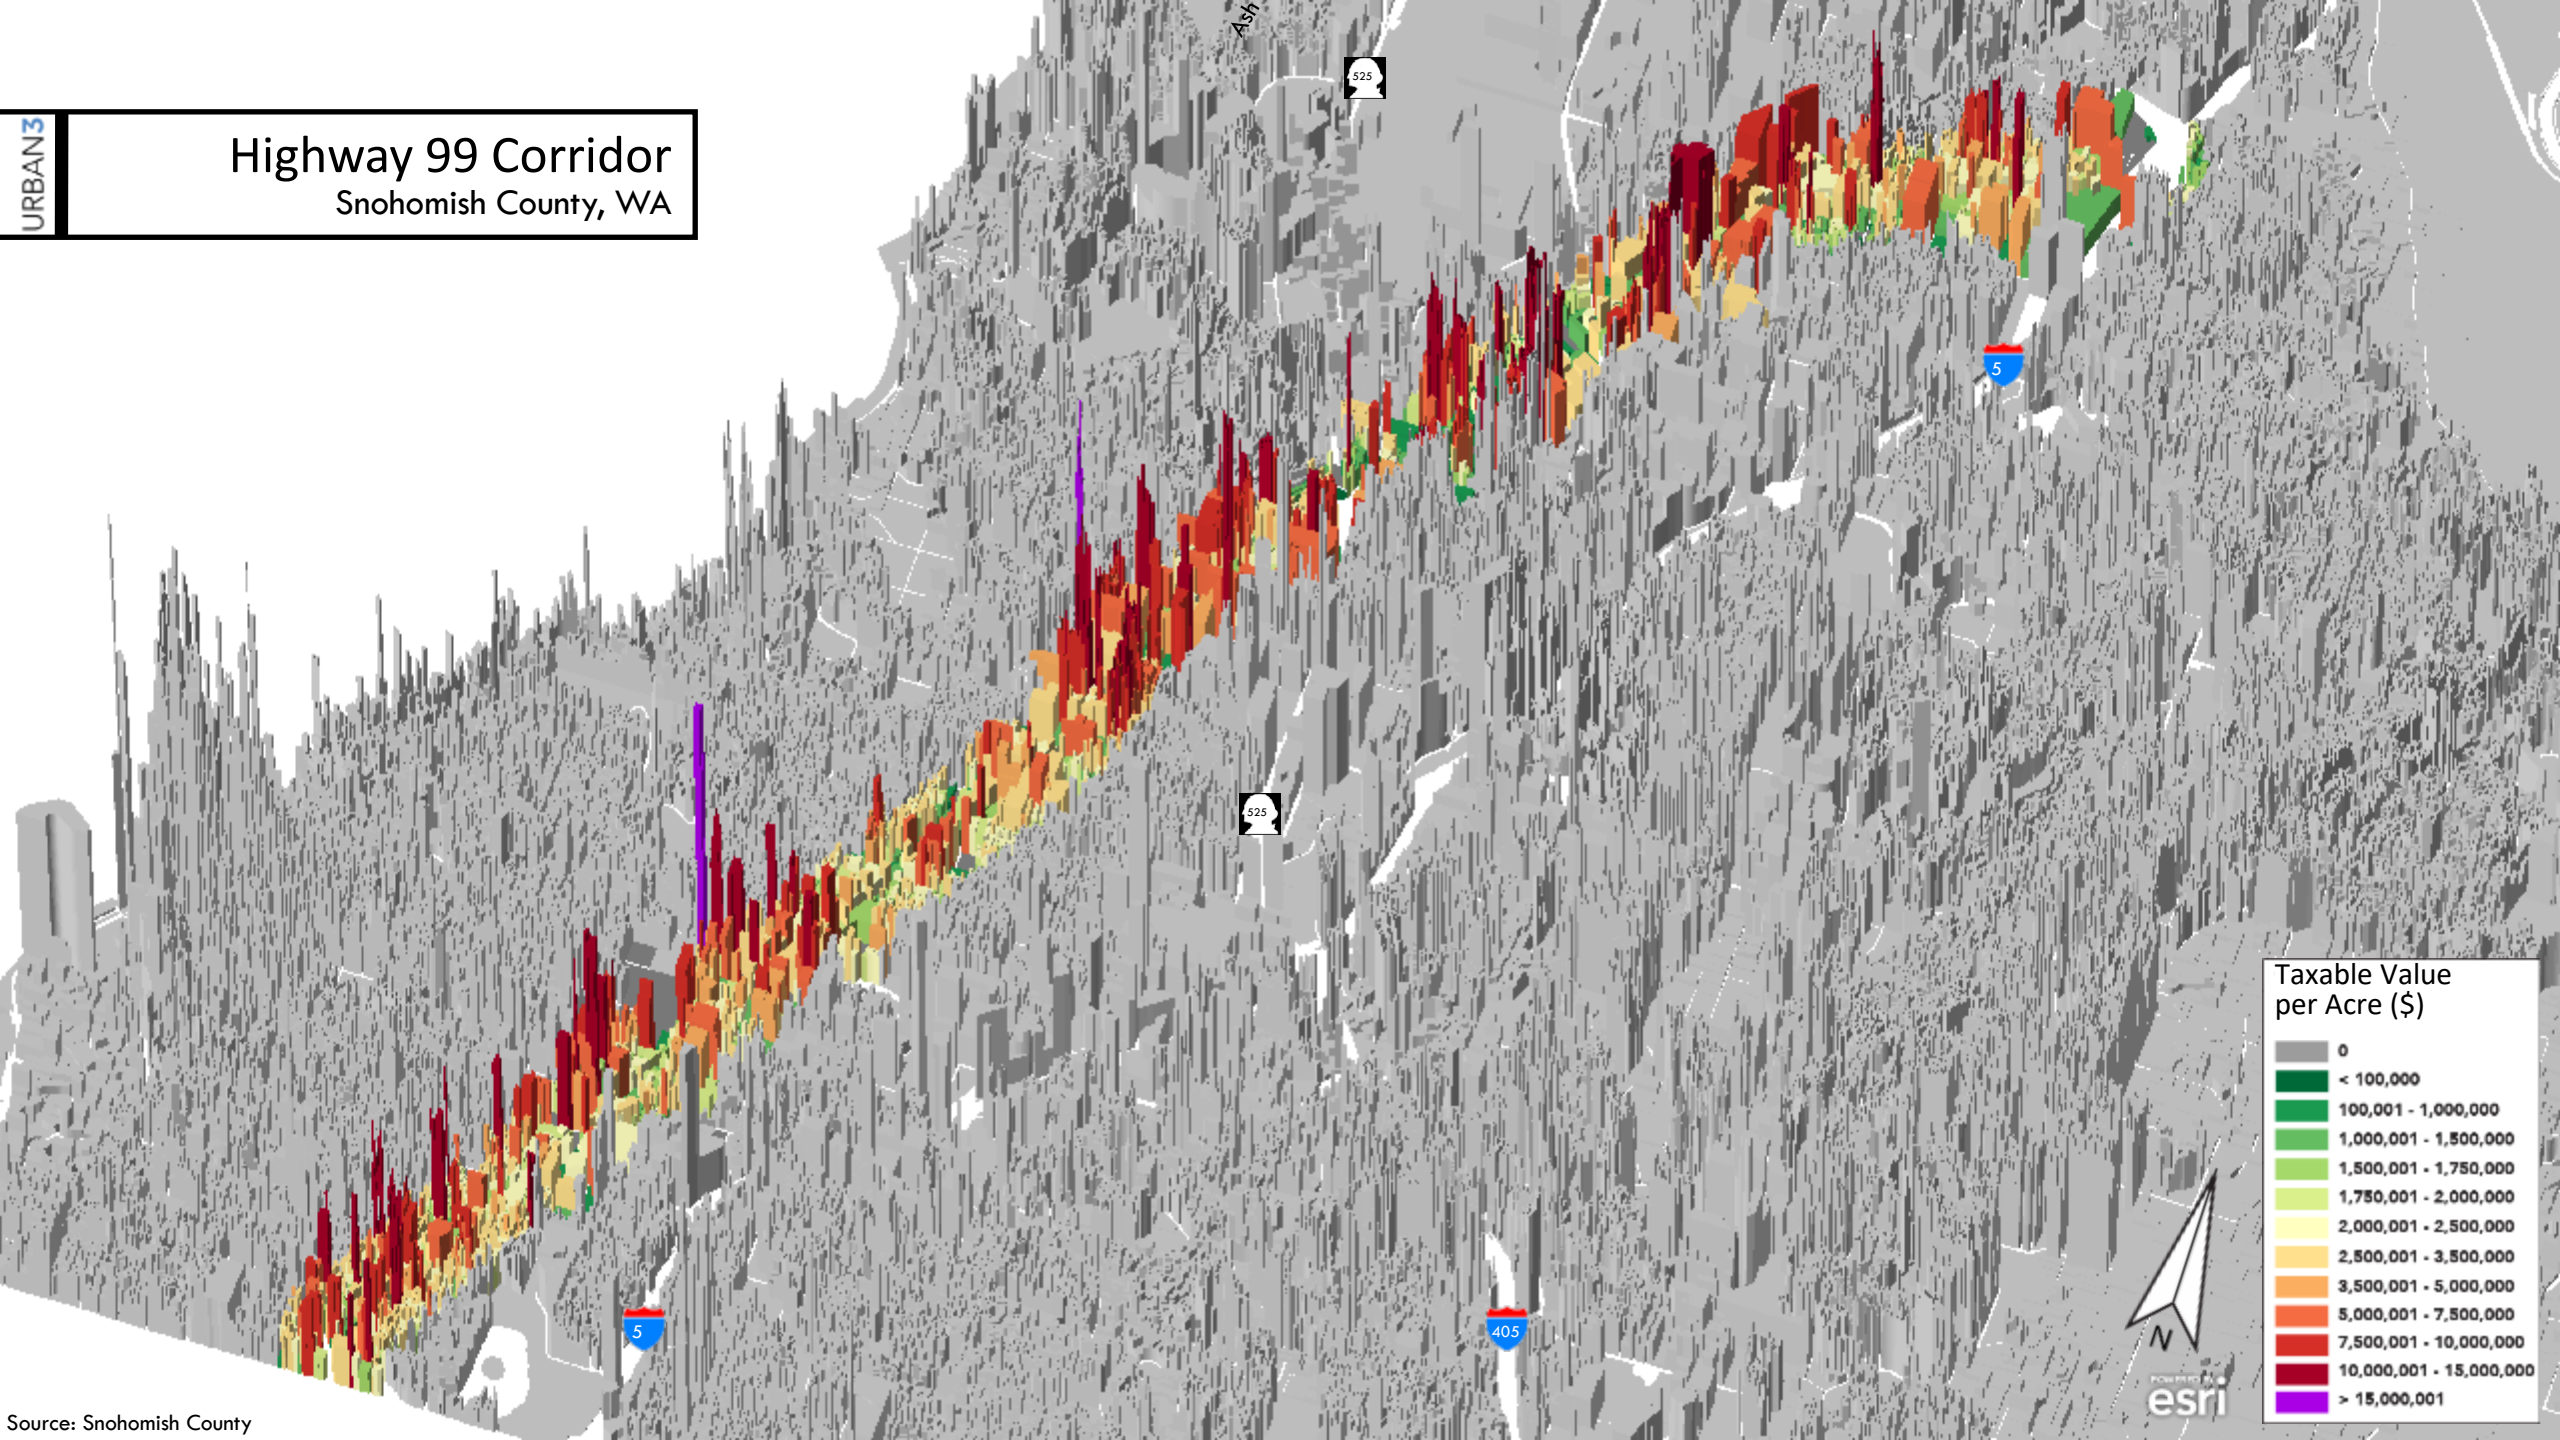 Ash
525
URBAN3
Highway 99 Corridor
Snohomish County, WA
5
525
Taxable Value
per Acre ($)
0
< 100,000
100,001 - 1,000,000
1,000,001 - 1,500,000
1,500,001 - 1,750,000
1,750,001 - 2,000,000
2,000,001 - 2,500,000
2,500,001 - 3,500,000
3,500,001 - 5,000,000
5,000,001 - 7,500,000
7,500,001 - 10,000,000
10,000,001 - 15,000,000
> 15,000,001
5
405
N
POWERED BY
esri
Source: Snohomish County